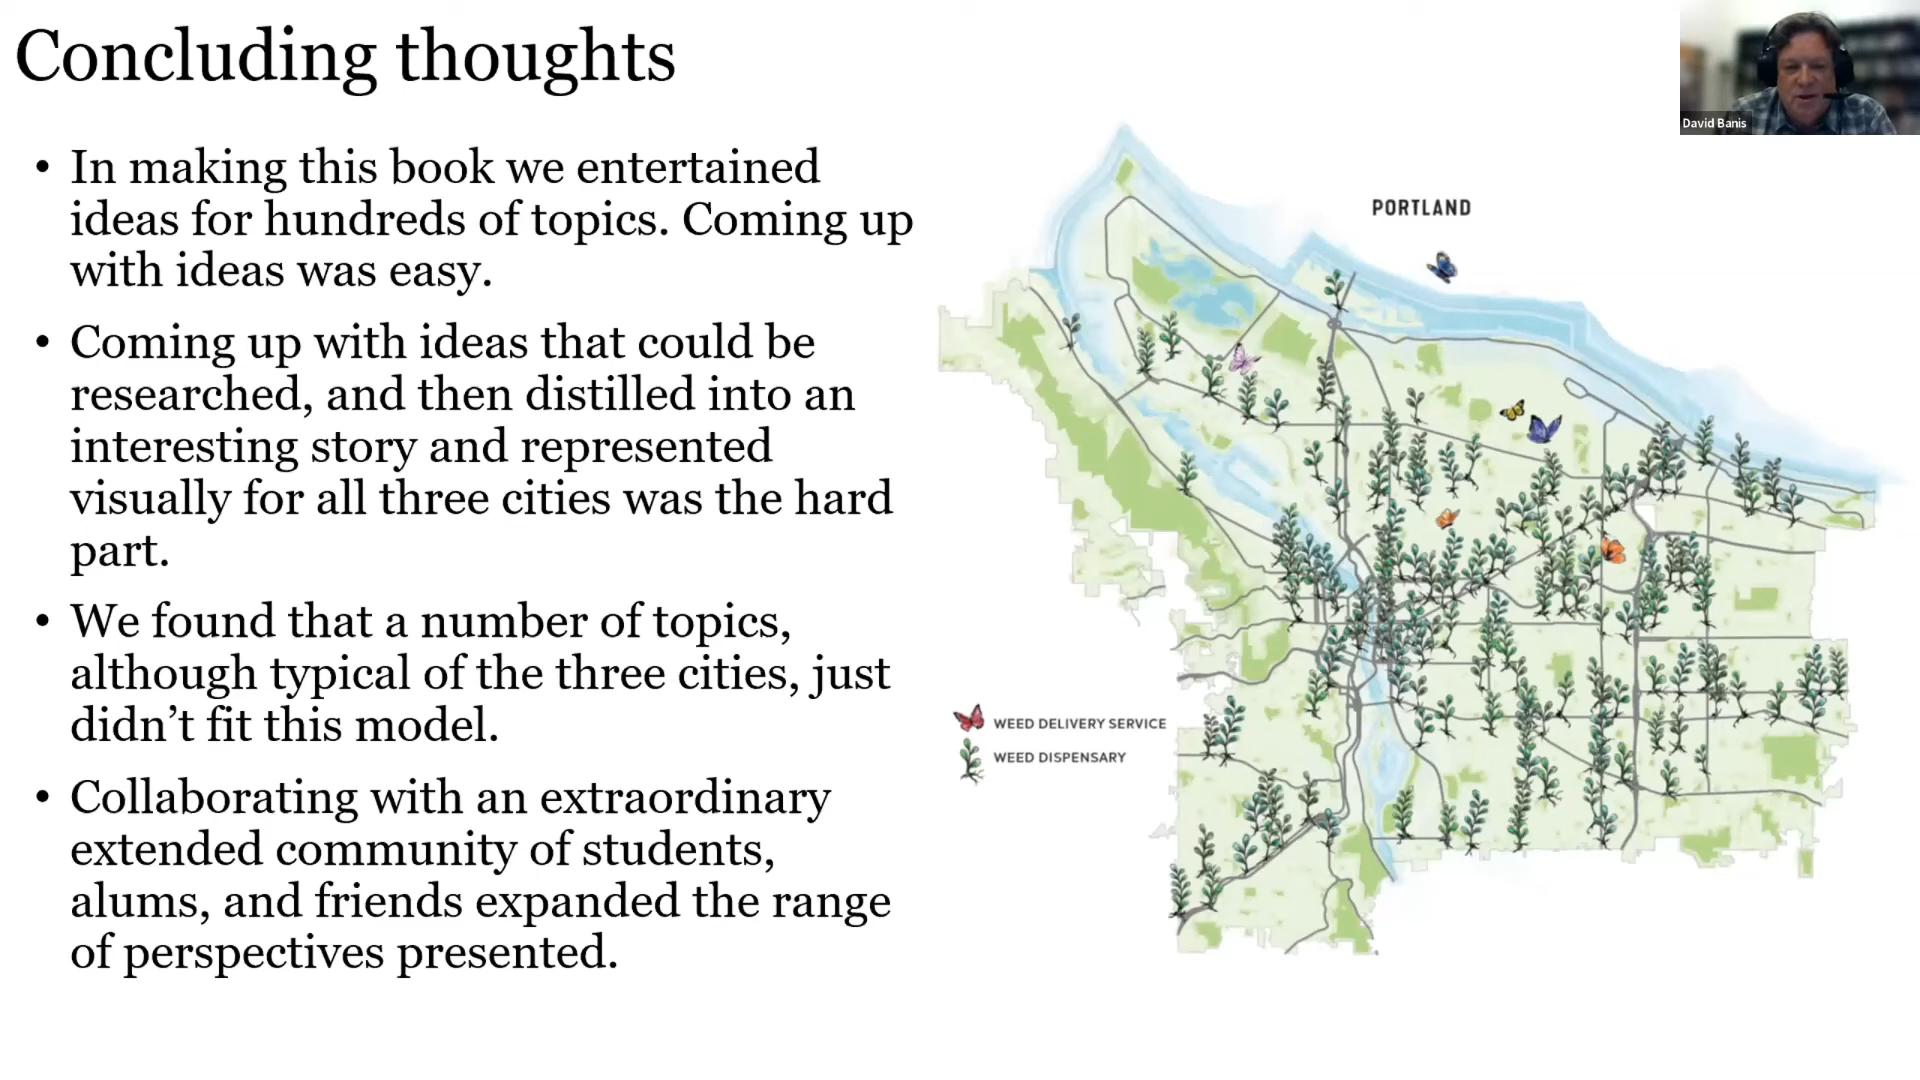 Concluding thoughts
• In making this book we entertained
ideas for hundreds of topics. Coming up
with ideas was easy.
• Coming up with ideas that could be
researched, and then distilled into an
interesting story and represented
visually for all three cities was the hard
part.
• We found that a number of topics,
although typical of the three cities, just
didn’t fit this model.
• Collaborating with an extraordinary
extended community of students,
alums, and friends expanded the range
of perspectives presented.
David Banis
PORTLAND
WEED DELIVERY SERVICE
WEED DISPENSARY